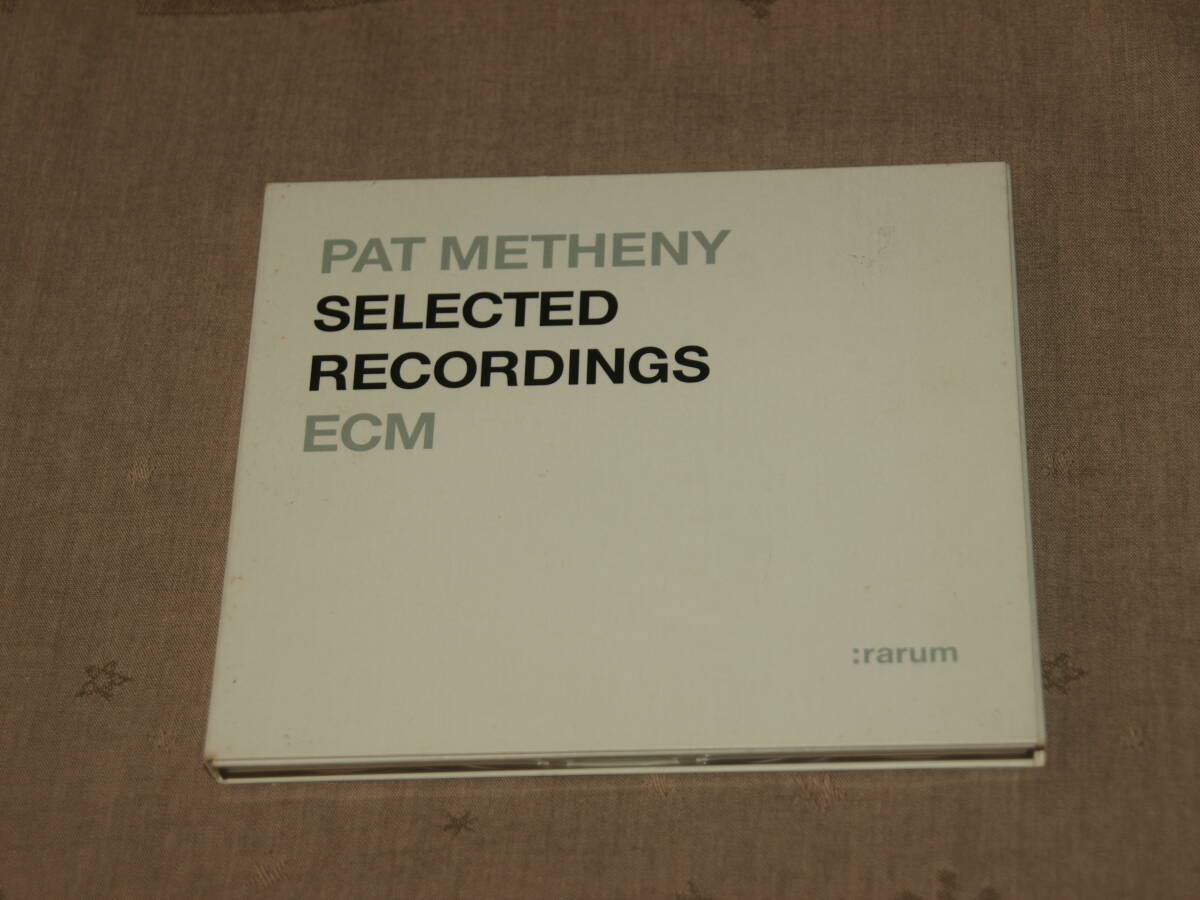 PAT METHENY
SELECTED
RECORDINGS
ECM
:rarum